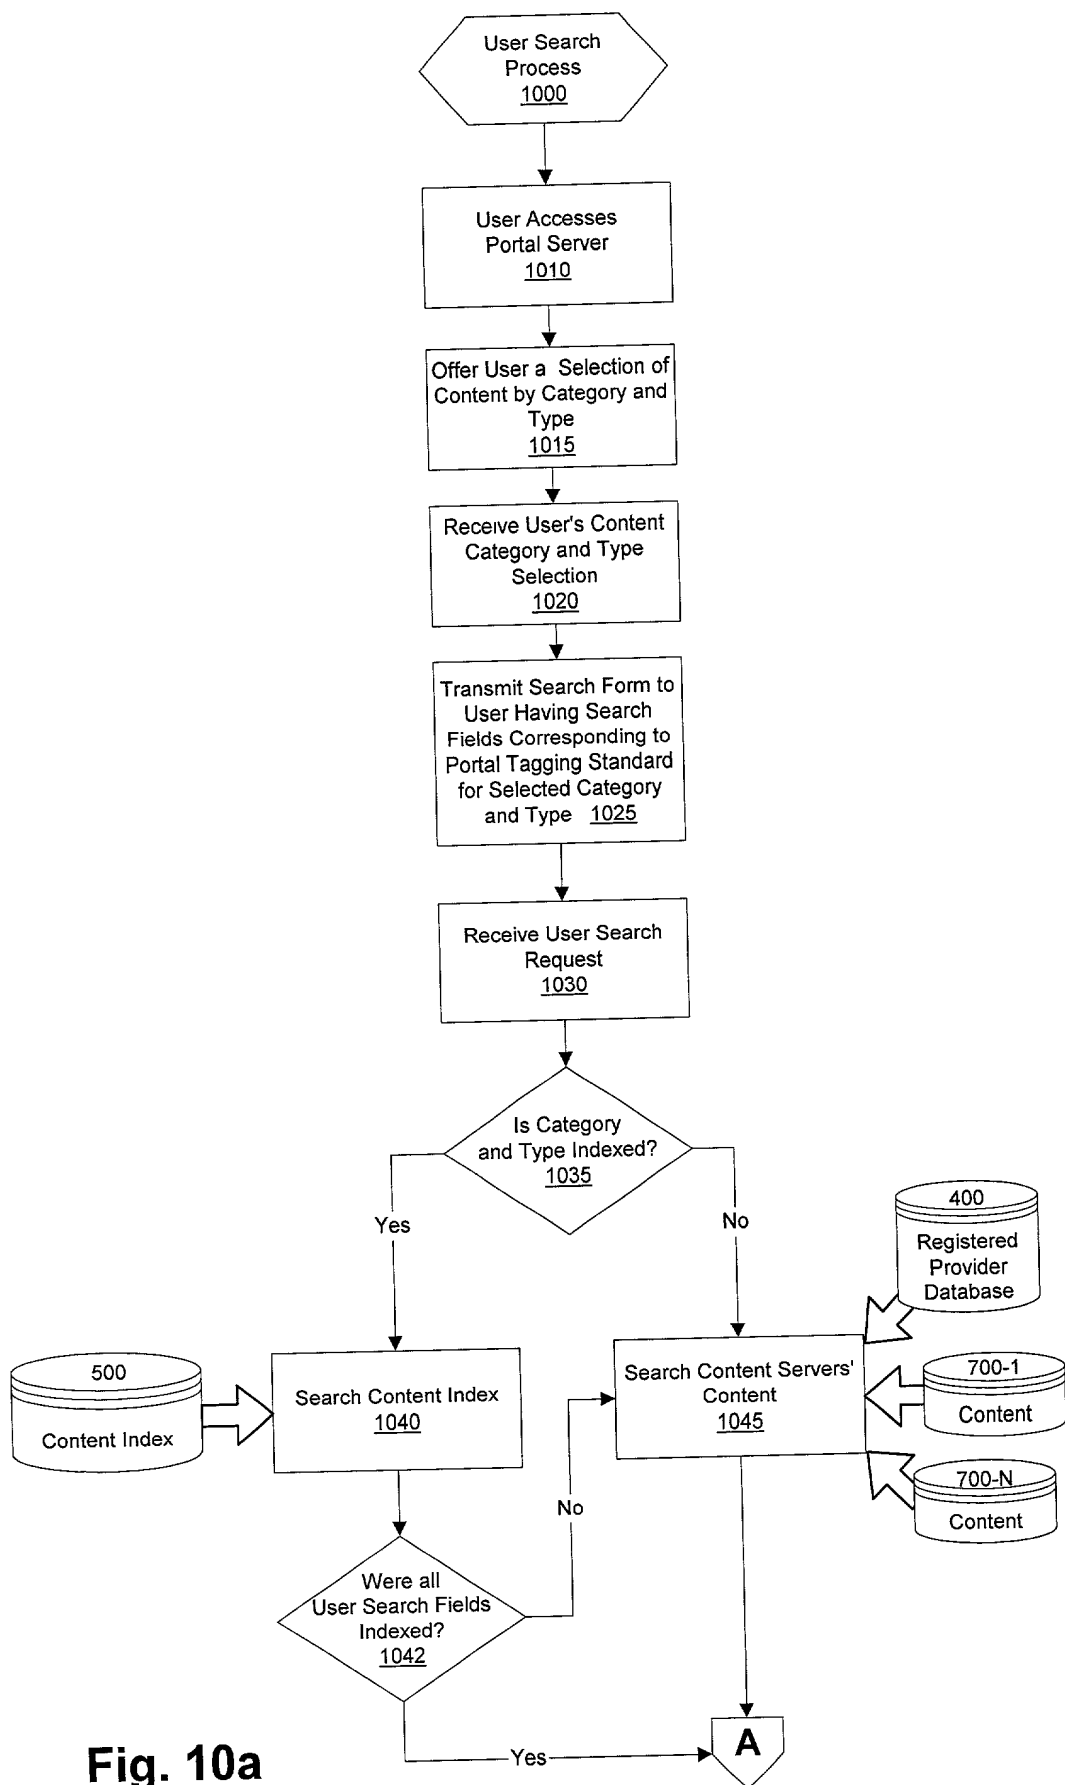 User Search
Process
1000
User Accesses
Portal Server
1010
Offer User a Selection of
Content by Category and
Type
1015
Receive User's Content
Category and Type
Selection
1020
Transmit Search Form to
User Having Search
Fields Corresponding to
Portal Tagging Standard
for Selected Category
and Type 1025
Receive User Search
Request
1030
Is Category
and Type Indexed?
1035
Yes
No
400
Registered
Provider
Database
500
Content Index
Search Content Index
1040
Search Content Servers'
Content
1045
700-1
Content
700-N
Content
No
Were all
User Search Fields
Indexed?
1042
Yes
A
Fig. 10a